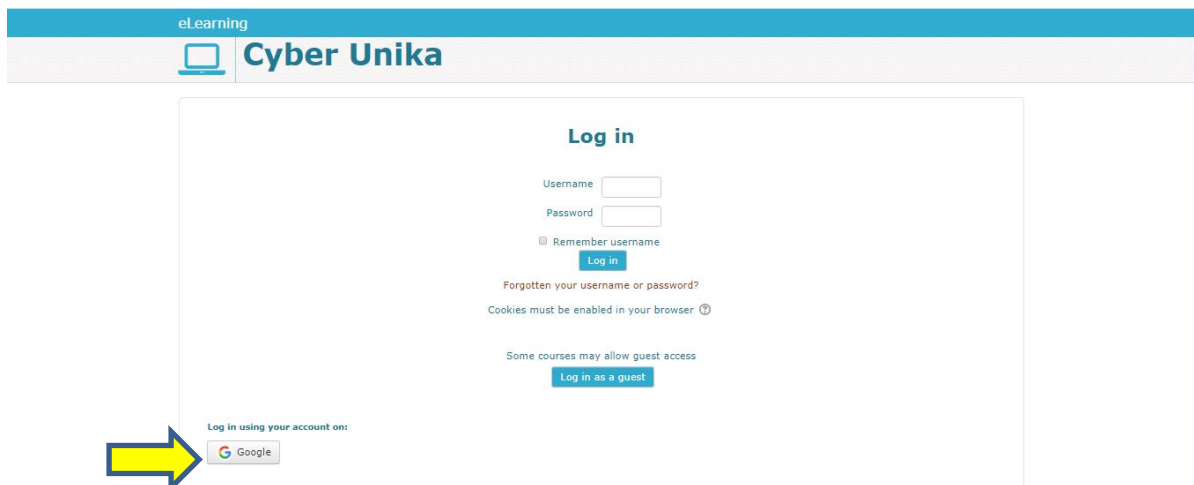 eLearning
Cyber Unika
Log in
Username
Password
Remember username
Log in
Forgotten your username or password?
Cookies must be enabled in your browser ?
Some courses may allow guest access
Log in as a guest
Log in using your account on:
G Google